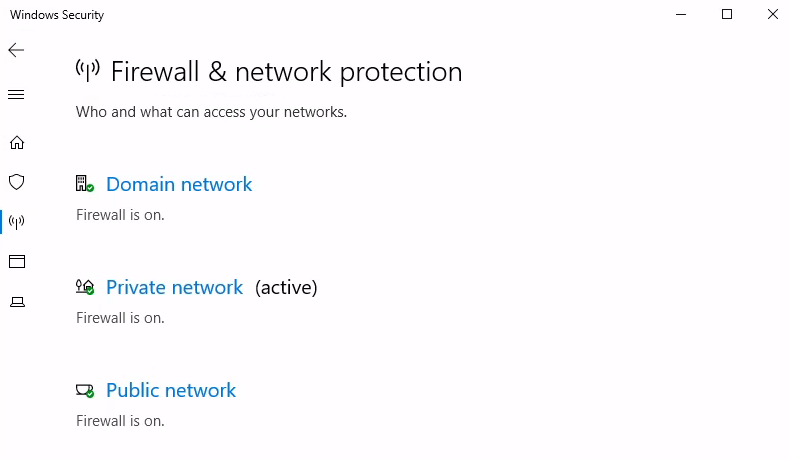 Windows Security
Firewall & network protection
Who and what can access your networks.
Domain network
Firewall is on.
Private network (active)
Firewall is on.
Public network
Firewall is on.